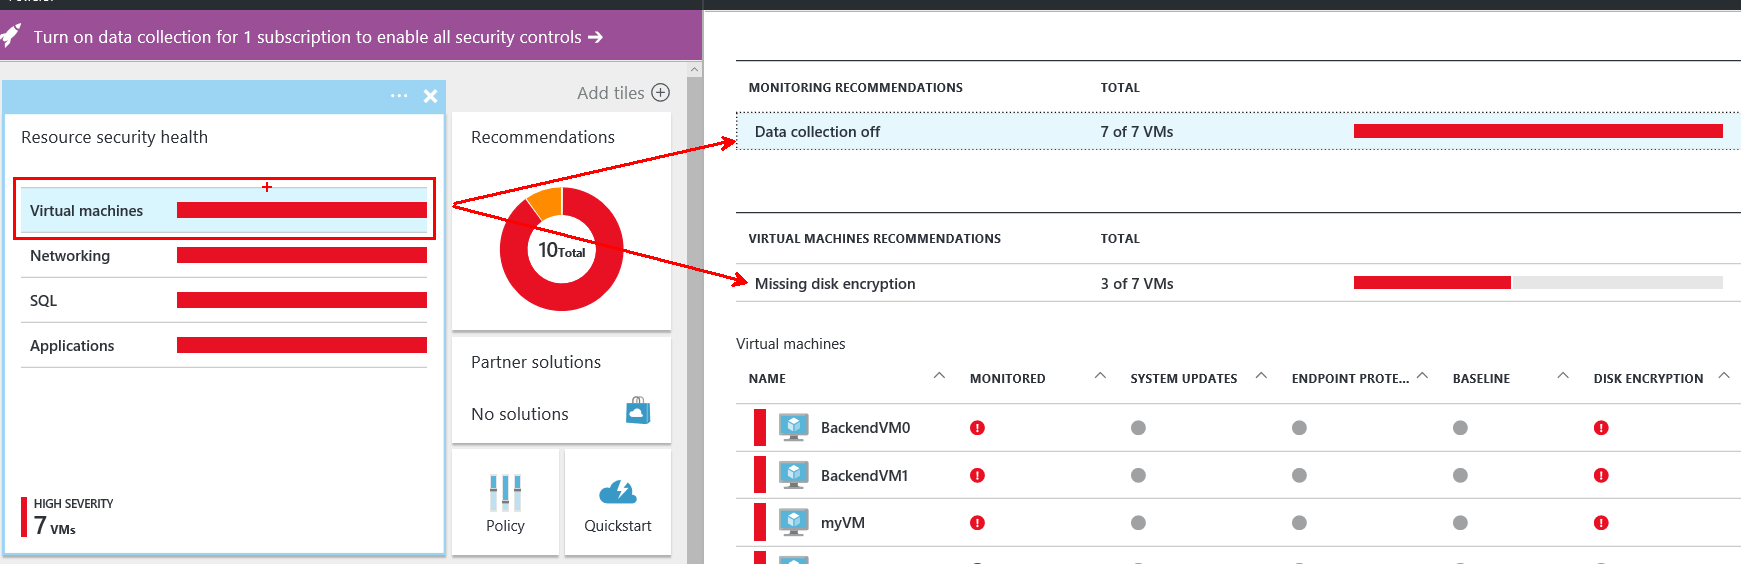 Turn on data collection for 1 subscription to enable all security controls →
Add tiles
Resource security health
Virtual machines
Networking
SQL
Applications
HIGH SEVERITY
7 VMs
Recommendations
10 Total
Partner solutions
No solutions
Policy
Quickstart
MONITORING RECOMMENDATIONS TOTAL
Data collection off 7 of 7 VMs
VIRTUAL MACHINES RECOMMENDATIONS TOTAL
Missing disk encryption 3 of 7 VMs
Virtual machines
NAME MONITORED SYSTEM UPDATES ENDPOINT PROTE... BASELINE DISK ENCRYPTION
BackendVM0
BackendVM1
myVM